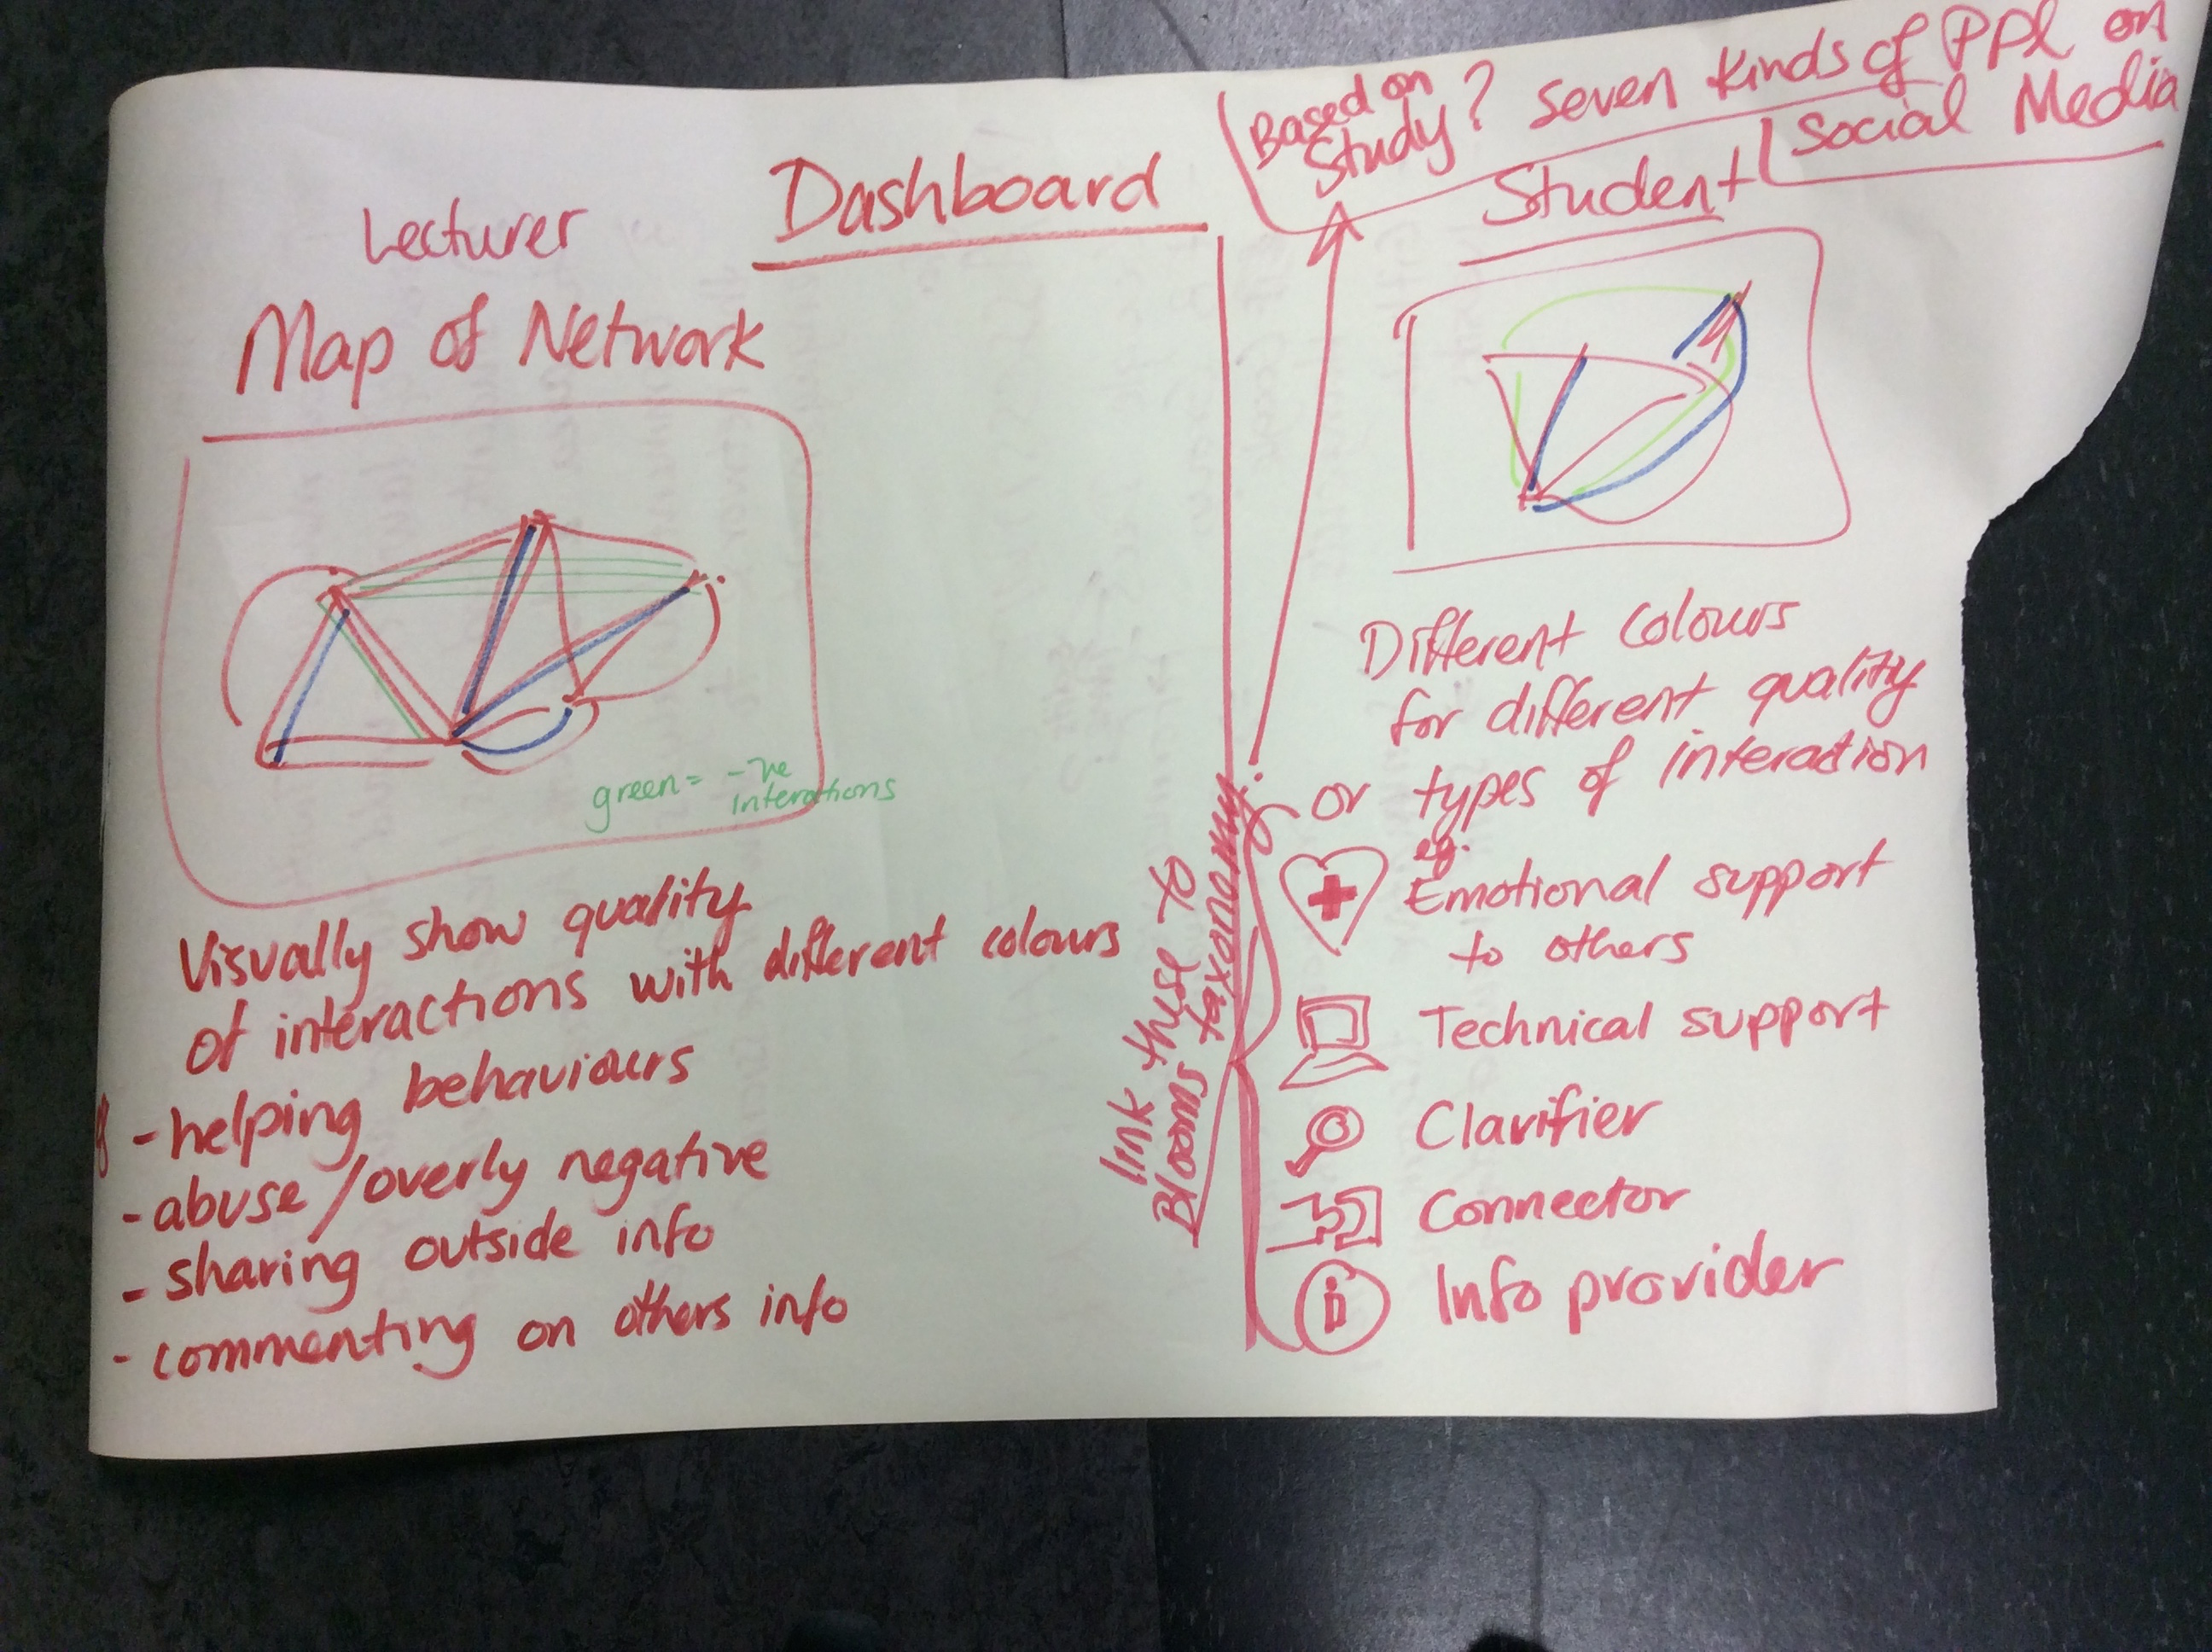 Dashboard
Lecturer
Map of Network
green = -ve
interations
Visually show quality
of interactions with different colours
- helping behaviours
- abuse/overly negative
- sharing outside info
- commenting on others info
Based on
Study? Seven Kinds of PPl on
Social Media
Student
Different colours
for different quality
or types of interaction
eg.
Emotional support
to others
Technical support
Clarifier
Connector
i
Info provider
link these to
Blooms taxonomy